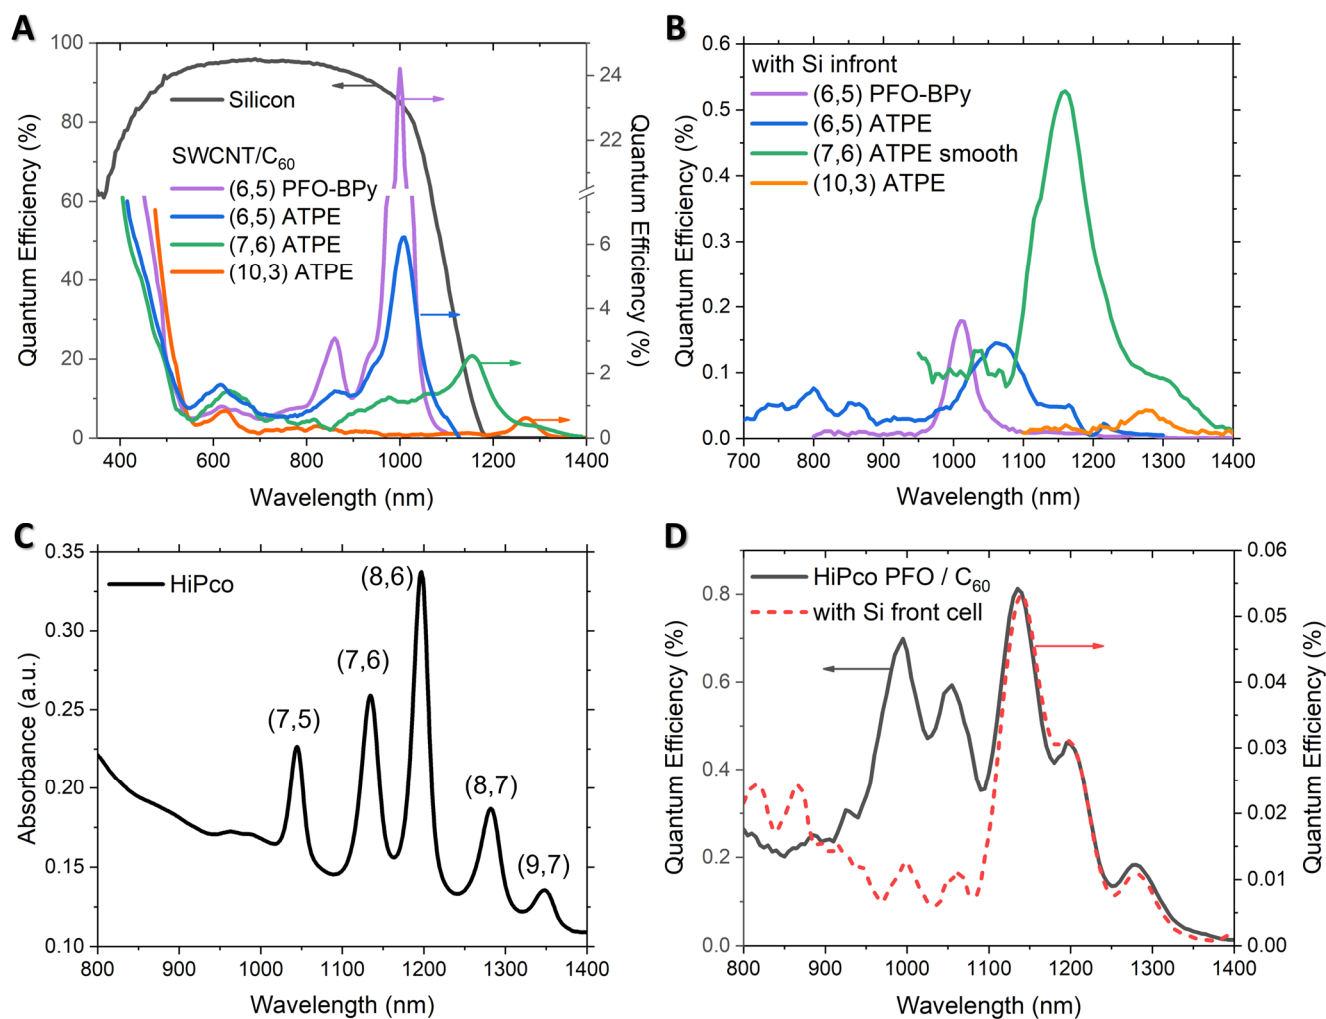 A
100
80
60
40
20
0
Quantum Efficiency (%)
400
600
800
1000
1200
1400
Wavelength (nm)
24
22
6
4
2
0
Quantum Efficiency (%)
Silicon
SWCNT/C60
(6,5) PFO-BPy
(6,5) ATPE
(7,6) ATPE
(10,3) ATPE
B
0.6
0.5
0.4
0.3
0.2
0.1
0.0
Quantum Efficiency (%)
700
800
900
1000
1100
1200
1300
1400
Wavelength (nm)
with Si infront
(6,5) PFO-BPy
(6,5) ATPE
(7,6) ATPE smooth
(10,3) ATPE
C
0.35
0.30
0.25
0.20
0.15
0.10
Absorbance (a.u.)
800
900
1000
1100
1200
1300
1400
Wavelength (nm)
HiPco
(7,5)
(7,6)
(8,6)
(8,7)
(9,7)
D
0.8
0.6
0.4
0.2
0.0
Quantum Efficiency (%)
800
900
1000
1100
1200
1300
1400
Wavelength (nm)
0.06
0.05
0.04
0.03
0.02
0.01
0.00
Quantum Efficiency (%)
HiPco PFO / C60
with Si front cell